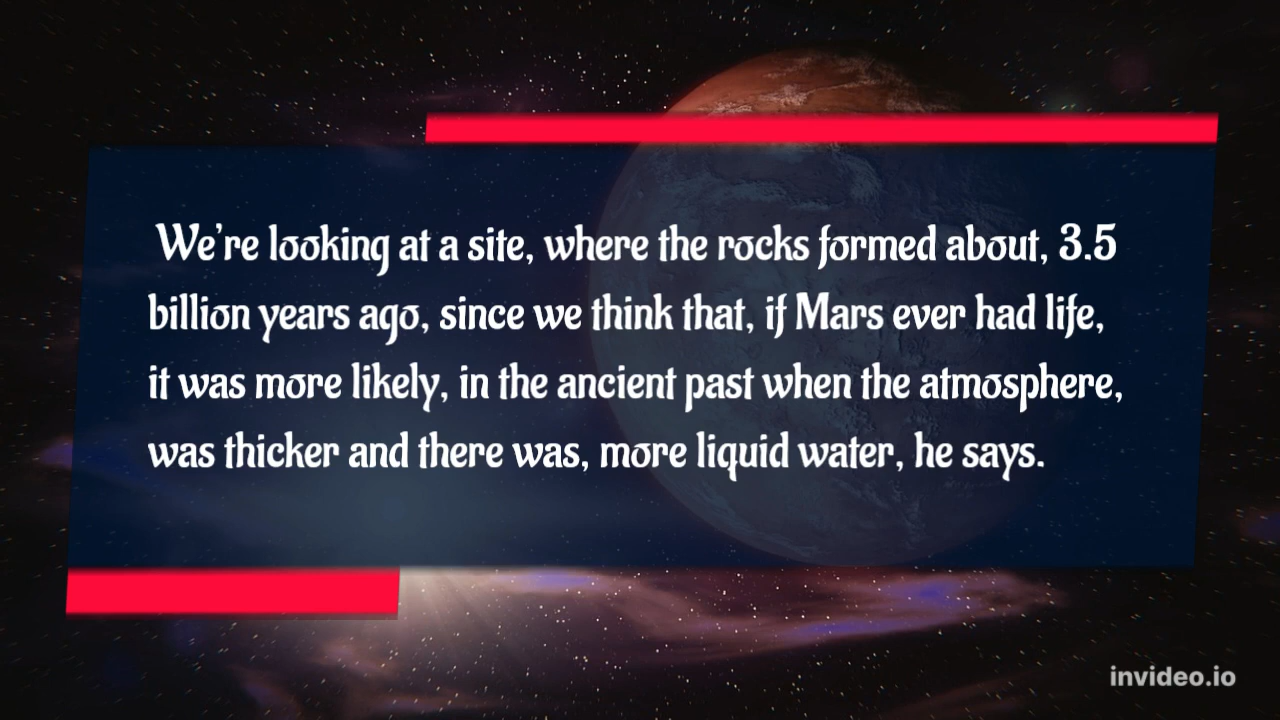 We're looking at a site, where the rocks formed about, 3.5
billion years ago, since we think that, if Mars ever had life,
it was more likely, in the ancient past when the atmosphere,
was thicker and there was, more liquid water, he says.
invideo.io